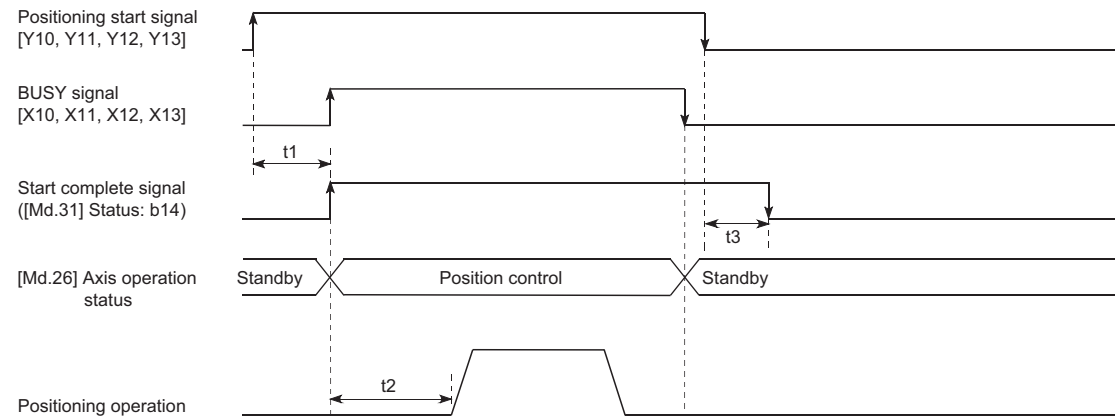 Positioning start signal
[Y10, Y11, Y12, Y13]
BUSY signal
[X10, X11, X12, X13]
t1
Start complete signal
([Md.31] Status: b14)
t3
[Md.26] Axis operation
status
Standby
Position control
Standby
t2
Positioning operation